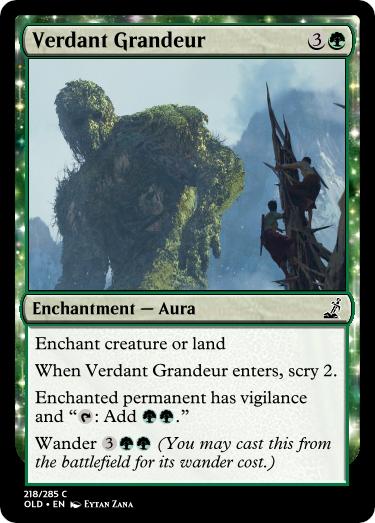 Verdant Grandeur 3
Enchantment — Aura
Enchant creature or land
When Verdant Grandeur enters, scry 2.
Enchanted permanent has vigilance
and “: Add .”
Wander 3 (You may cast this from
the battlefield for its wander cost.)
218/285 C
OLD • EN Eytan Zana